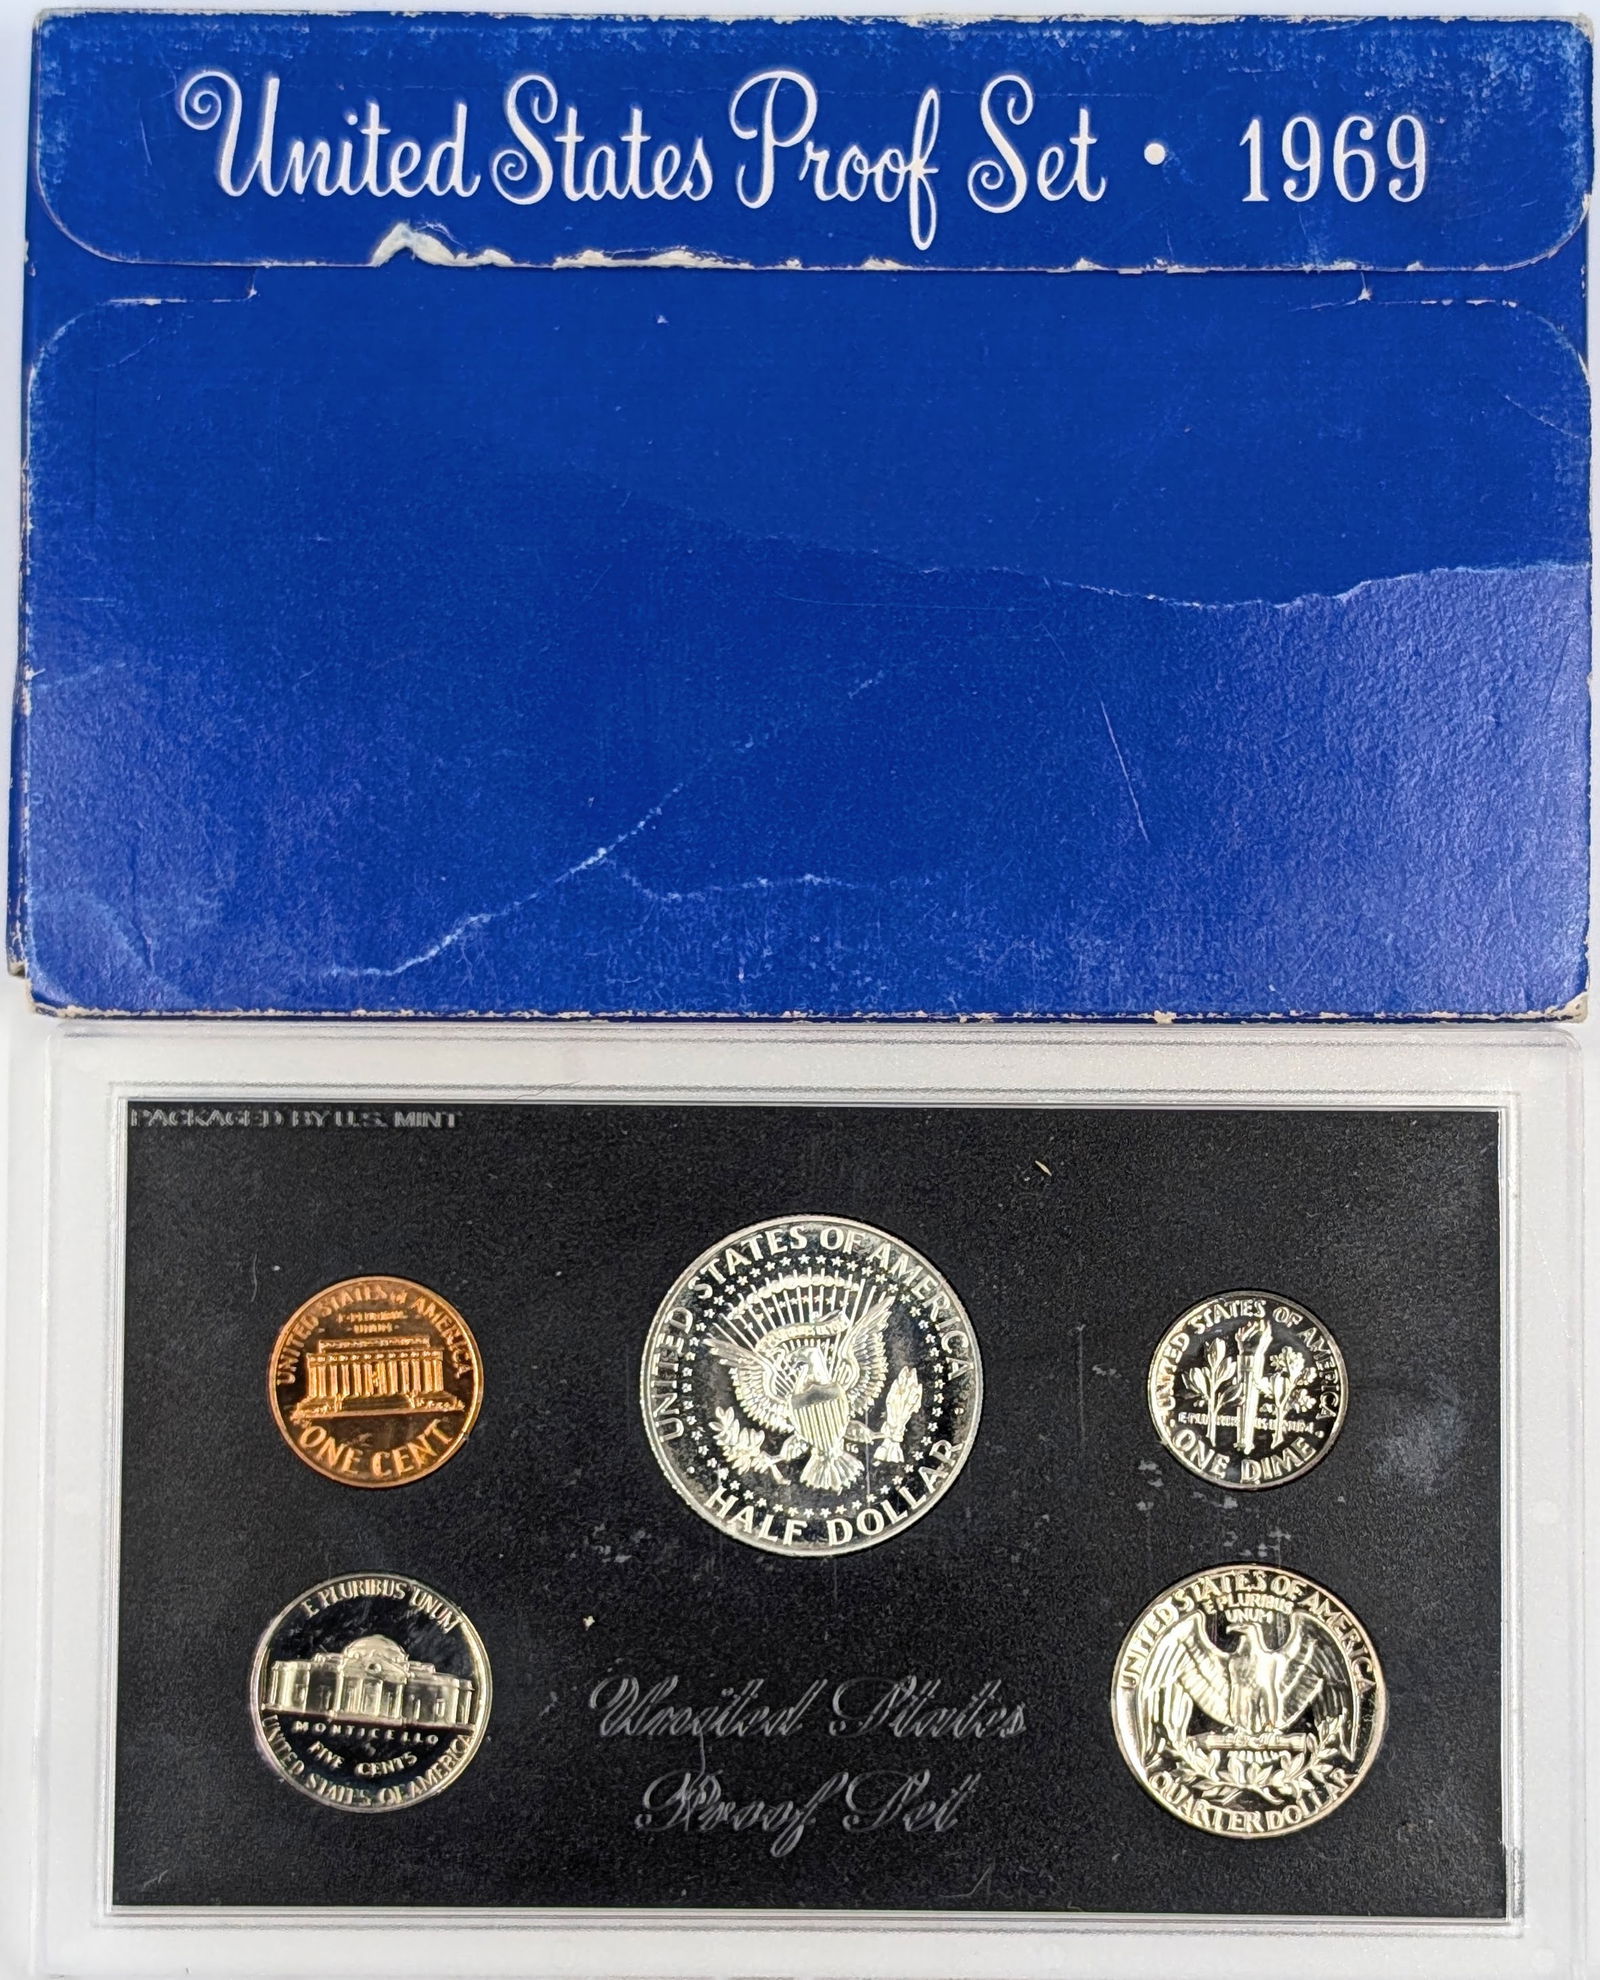 United States Proof Set • 1969
PACKAGED BY U.S. MINT
UNITED STATES of AMERICA
E PLURIBUS
UNUM
ONE CENT
UNITED STATES OF AMERICA
HALF DOLLAR
UNITED STATES OF AMERICA
ONE DIME
E PLURIBUS UNUM
MONTICELLO
FIVE CENTS
UNITED STATES OF AMERICA
United States
Proof Set
UNITED STATES OF AMERICA
E PLURIBUS
UNUM
QUARTER DOLLAR